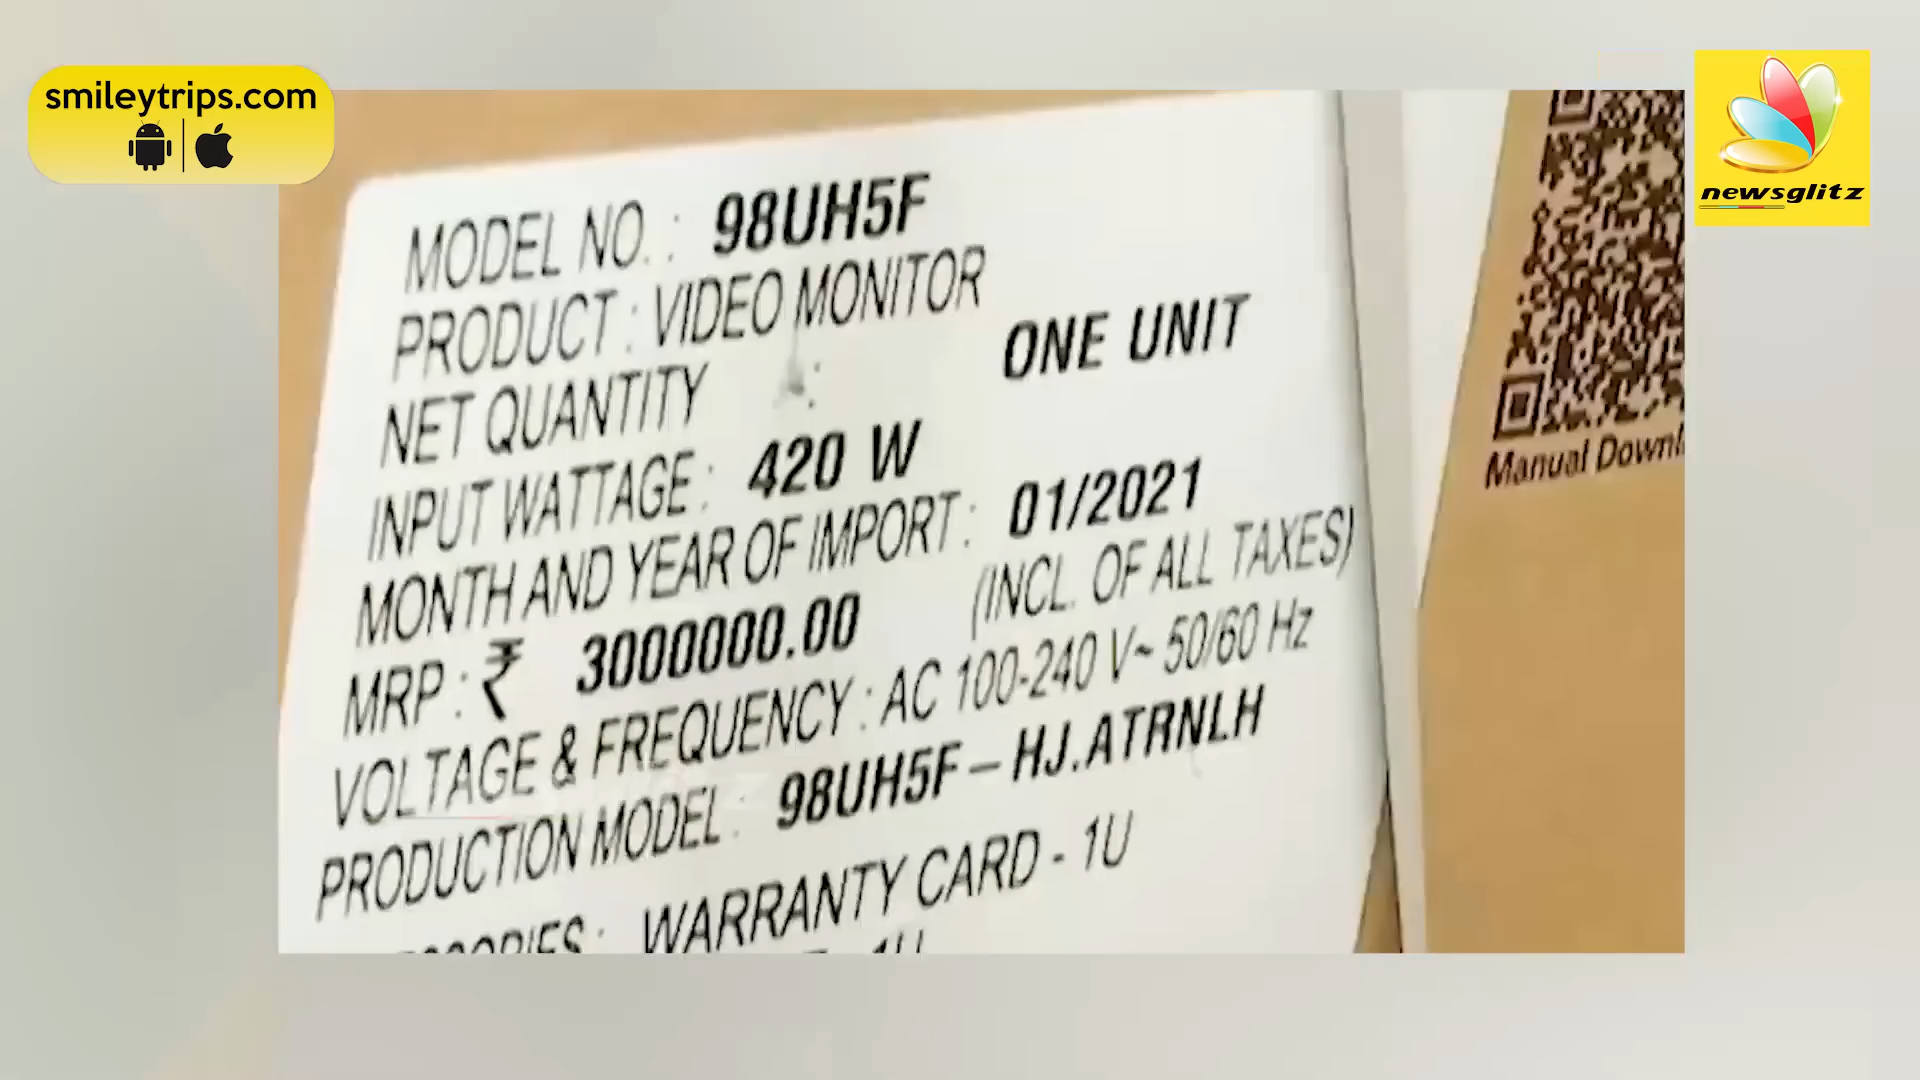 smileytrips.com
newsglitz
MODEL NO. : 98UH5F
PRODUCT : VIDEO MONITOR
NET QUANTITY : ONE UNIT
INPUT WATTAGE : 420 W
MONTH AND YEAR OF IMPORT : 01/2021
MRP : ₹ 3000000.00 (INCL. OF ALL TAXES)
VOLTAGE & FREQUENCY : AC 100-240 V~ 50/60 Hz
PRODUCTION MODEL : 98UH5F – HJ.ATRNLH
WARRANTY CARD - 1U
Manual